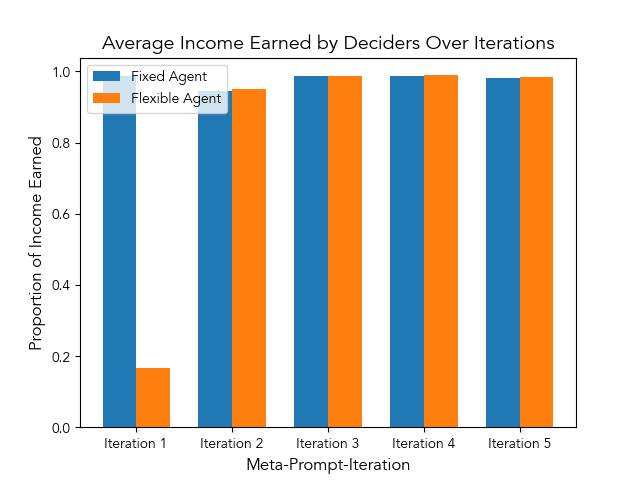 Average Income Earned by Deciders Over Iterations
Fixed Agent
Flexible Agent
Proportion of Income Earned
1.0
0.8
0.6
0.4
0.2
0.0
Iteration 1
Iteration 2
Iteration 3
Iteration 4
Iteration 5
Meta-Prompt-Iteration